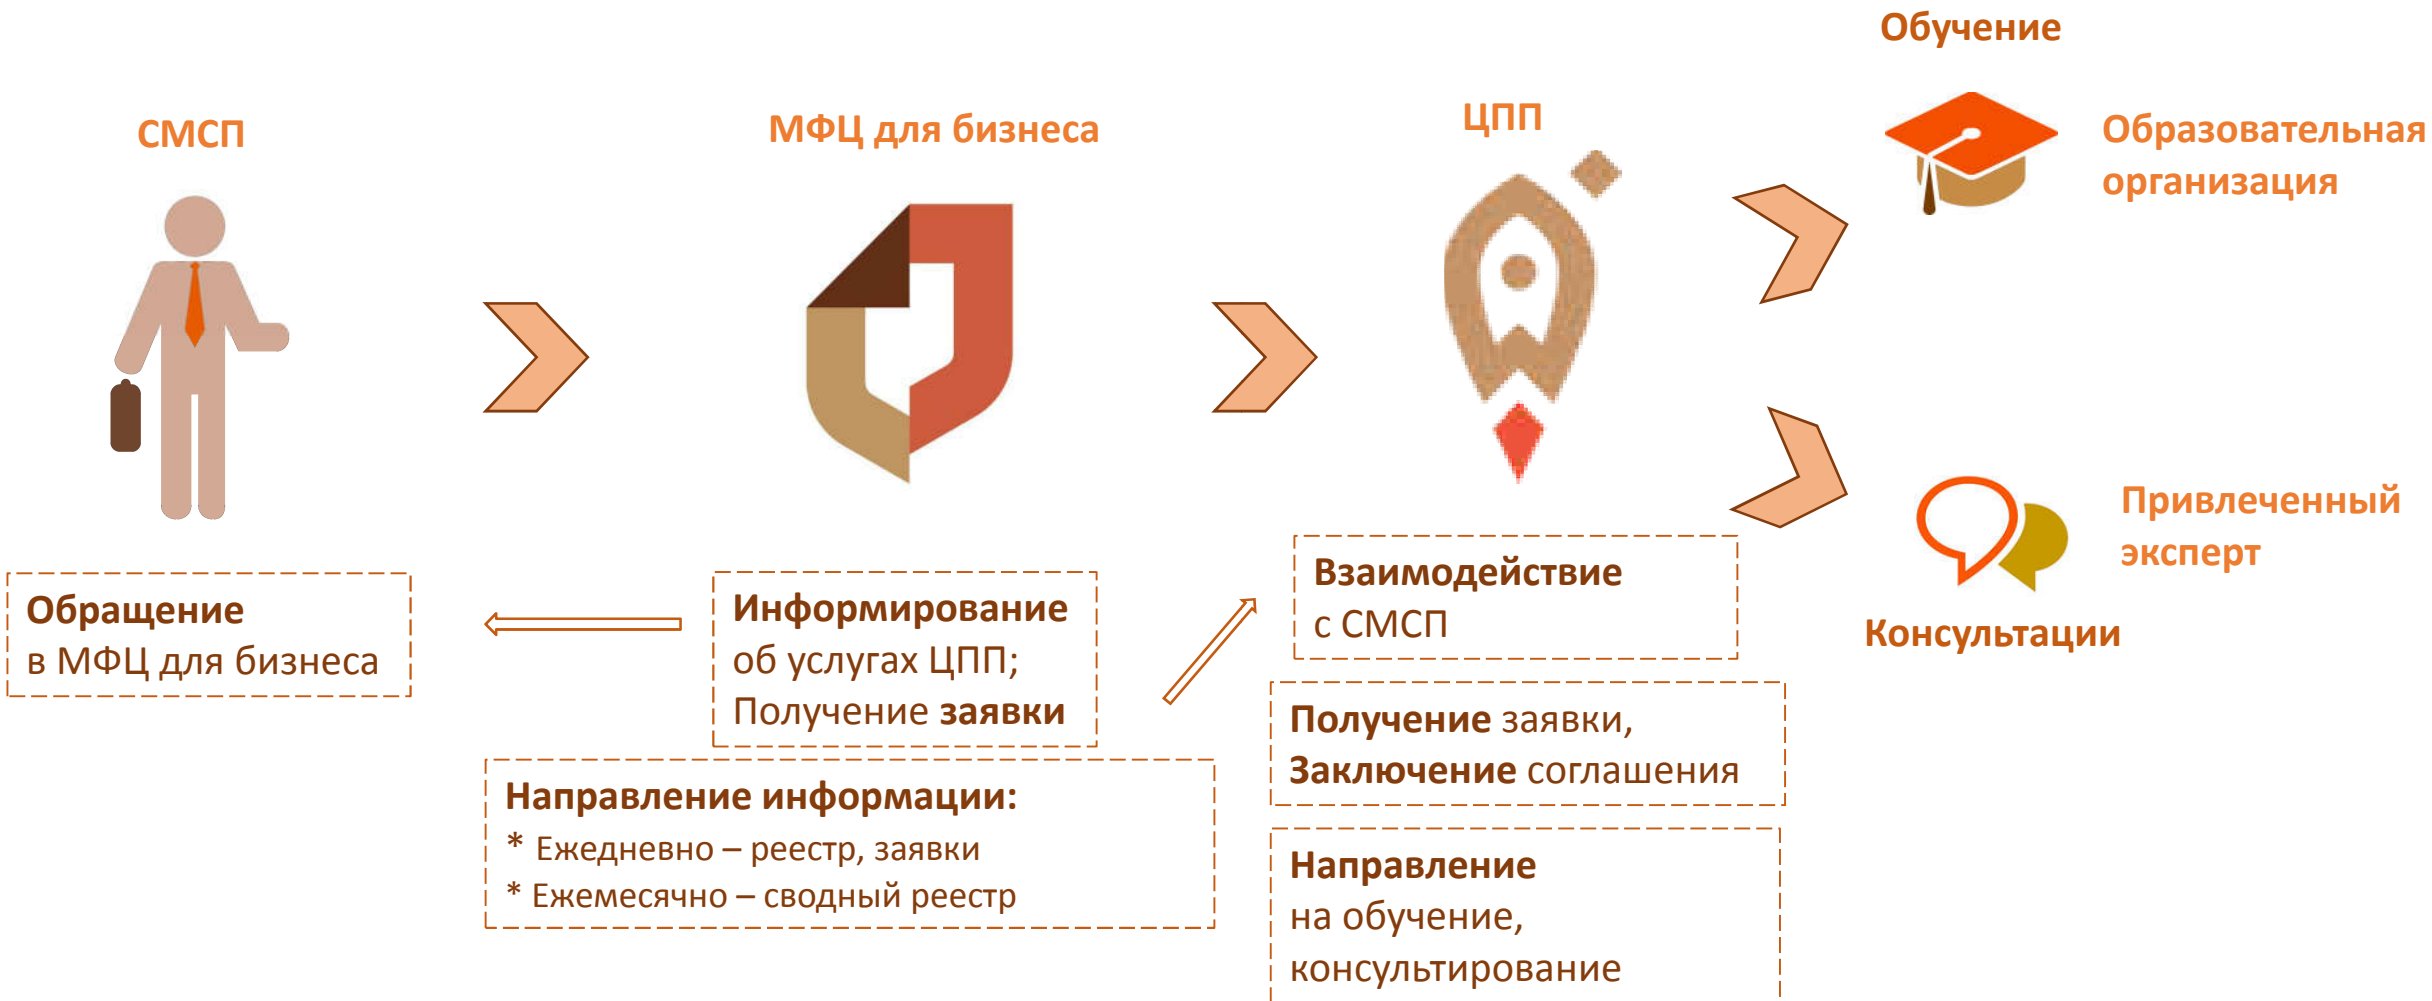 СМСП
Обращение
в МФЦ для бизнеса
МФЦ для бизнеса
Информирование
об услугах ЦПП;
Получение заявки
Направление информации:
* Ежедневно – реестр, заявки
* Ежемесячно – сводный реестр
ЦПП
Взаимодействие
с СМСП
Получение заявки,
Заключение соглашения
Направление
на обучение,
консультирование
Обучение
Образовательная
организация
Привлеченный
эксперт
Консультации